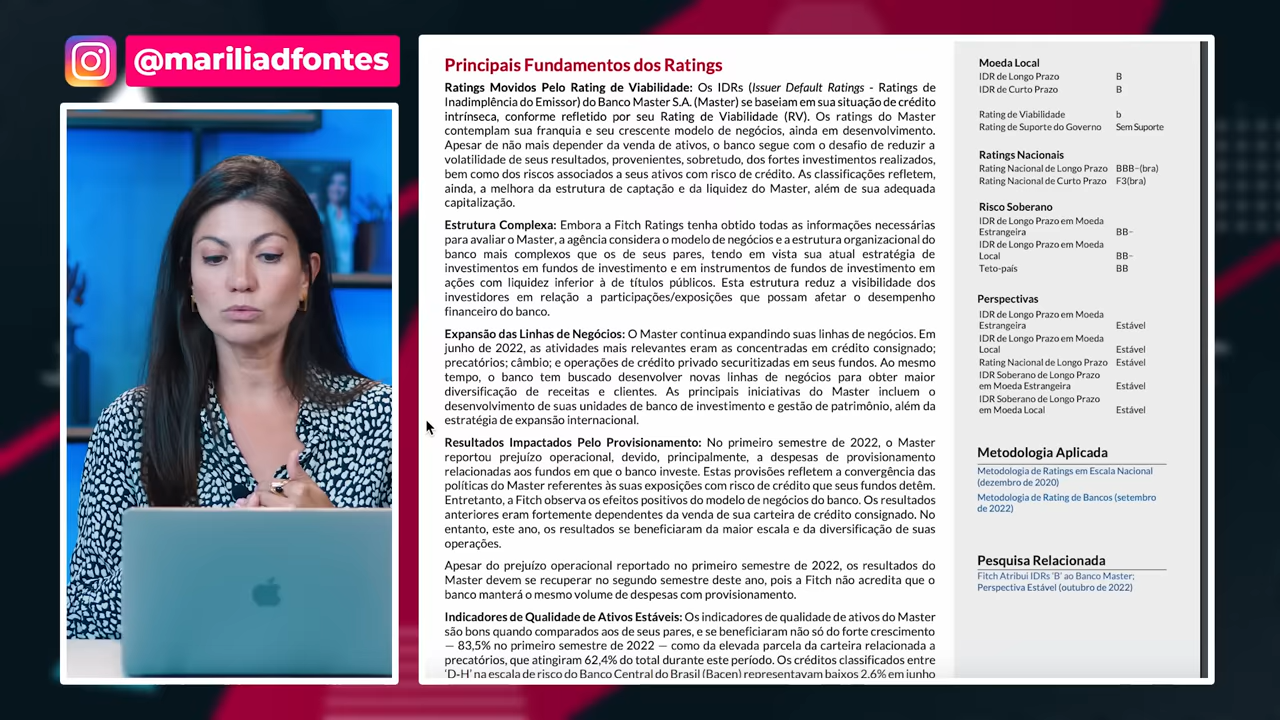 @mariliadfontes
Principais Fundamentos dos Ratings
Ratings Movidos Pelo Rating de Viabilidade: Os IDRs (Issuer Default Ratings - Ratings de
Inadimplência do Emissor) do Banco Master S.A. (Master) se baseiam em sua situação de crédito
intrínseca, conforme refletido por seu Rating de Viabilidade (RV). Os ratings do Master
contemplam sua franquia e seu crescente modelo de negócios, ainda em desenvolvimento.
Apesar de não mais depender da venda de ativos, o banco segue com o desafio de reduzir a
volatilidade de seus resultados, provenientes, sobretudo, dos fortes investimentos realizados,
bem como dos riscos associados a seus ativos com risco de crédito. As classificações refletem,
ainda, a melhora da estrutura de captação e da liquidez do Master, além de sua adequada
capitalização.
Estrutura Complexa: Embora a Fitch Ratings tenha obtido todas as informações necessárias
para avaliar o Master, a agência considera o modelo de negócios e a estrutura organizacional do
banco mais complexos que os de seus pares, tendo em vista sua atual estratégia de
investimentos em fundos de investimento e em instrumentos de fundos de investimento em
ações com liquidez inferior à de títulos públicos. Esta estrutura reduz a visibilidade dos
investidores em relação a participações/exposições que possam afetar o desempenho
financeiro do banco.
Expansão das Linhas de Negócios: O Master continua expandindo suas linhas de negócios. Em
junho de 2022, as atividades mais relevantes eram as concentradas em crédito consignado;
precatórios; câmbio; e operações de crédito privado securitizadas em seus fundos. Ao mesmo
tempo, o banco tem buscado desenvolver novas linhas de negócios para obter maior
diversificação de receitas e clientes. As principais iniciativas do Master incluem o
desenvolvimento de suas unidades de banco de investimento e gestão de patrimônio, além da
estratégia de expansão internacional.
Resultados Impactados Pelo Provisionamento: No primeiro semestre de 2022, o Master
reportou prejuízo operacional, devido, principalmente, a despesas de provisionamento
relacionadas aos fundos em que o banco investe. Estas provisões refletem a convergência das
políticas do Master referentes às suas exposições com risco de crédito que seus fundos detêm.
Entretanto, a Fitch observa os efeitos positivos do modelo de negócios do banco. Os resultados
anteriores eram fortemente dependentes da venda de sua carteira de crédito consignado. No
entanto, este ano, os resultados se beneficiaram da maior escala e da diversificação de suas
operações.
Apesar do prejuízo operacional reportado no primeiro semestre de 2022, os resultados do
Master devem se recuperar no segundo semestre deste ano, pois a Fitch não acredita que o
banco manterá o mesmo volume de despesas com provisionamento.
Indicadores de Qualidade de Ativos Estáveis: Os indicadores de qualidade de ativos do Master
são bons quando comparados aos de seus pares, e se beneficiaram não só do forte crescimento
— 83,5% no primeiro semestre de 2022 — como da elevada parcela da carteira relacionada a
precatórios, que atingiram 62,4% do total durante este período. Os créditos classificados entre
'D-H' na escala de risco do Banco Central do Brasil (Bacen) representavam baixos 2,6% em junho
Moeda Local
IDR de Longo Prazo B
IDR de Curto Prazo B
Rating de Viabilidade b
Rating de Suporte do Governo Sem Suporte
Ratings Nacionais
Rating Nacional de Longo Prazo BBB−(bra)
Rating Nacional de Curto Prazo F3(bra)
Risco Soberano
IDR de Longo Prazo em Moeda
Estrangeira BB−
IDR de Longo Prazo em Moeda
Local BB−
Teto-país BB
Perspectivas
IDR de Longo Prazo em Moeda
Estrangeira Estável
IDR de Longo Prazo em Moeda
Local Estável
Rating Nacional de Longo Prazo Estável
IDR Soberano de Longo Prazo
em Moeda Estrangeira Estável
IDR Soberano de Longo Prazo
em Moeda Local Estável
Metodologia Aplicada
Metodologia de Ratings em Escala Nacional
(dezembro de 2020)
Metodologia de Rating de Bancos (setembro
de 2022)
Pesquisa Relacionada
Fitch Atribui IDRs 'B' ao Banco Master;
Perspectiva Estável (outubro de 2022)